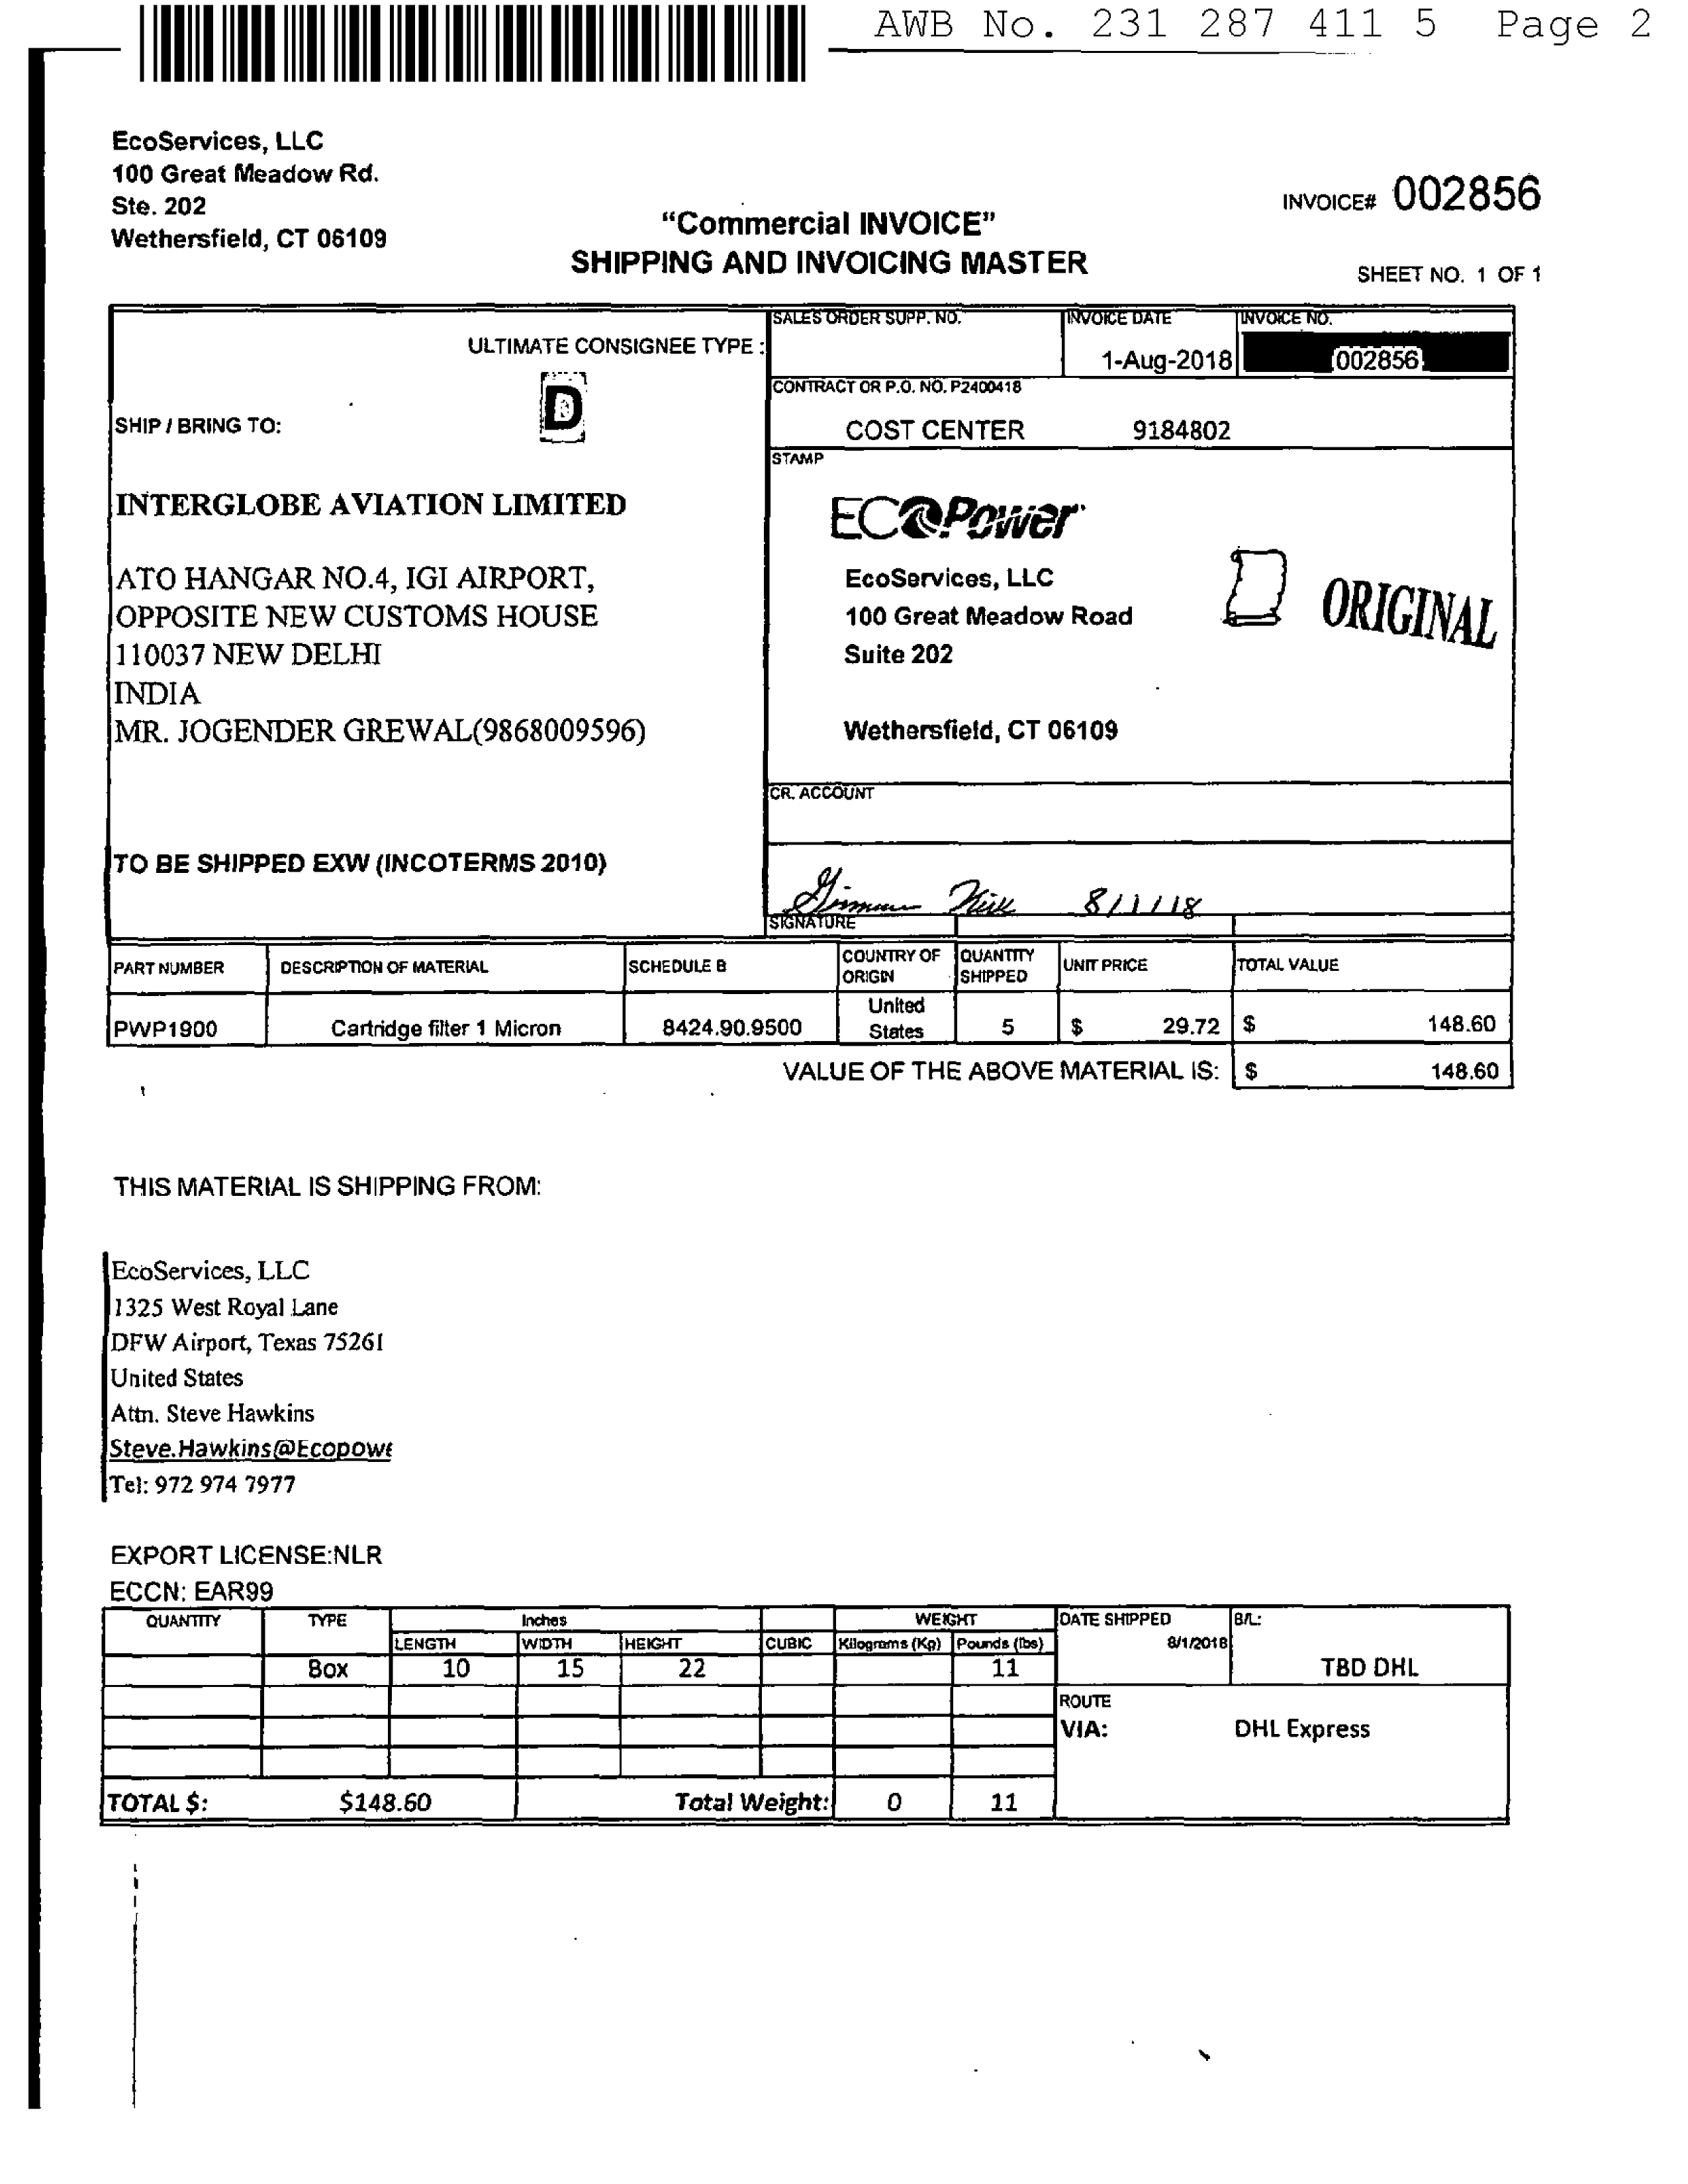 AWB No. 231 287 411 5 Page 2
EcoServices, LLC
100 Great Meadow Rd.
Ste. 202
Wethersfield, CT 06109
INVOICE# 002856
"Commercial INVOICE"
SHIPPING AND INVOICING MASTER
SHEET NO. 1 OF 1
ULTIMATE CONSIGNEE TYPE :
D
SHIP / BRING TO:
INTERGLOBE AVIATION LIMITED
ATO HANGAR NO.4, IGI AIRPORT,
OPPOSITE NEW CUSTOMS HOUSE
110037 NEW DELHI
INDIA
MR. JOGENDER GREWAL(9868009596)
TO BE SHIPPED EXW (INCOTERMS 2010)
SALES ORDER SUPP. NO. INVOICE DATE INVOICE NO.
1-Aug-2018 002856
CONTRACT OR P.O. NO. P2400418
COST CENTER 9184802
STAMP
ECOPower
EcoServices, LLC
100 Great Meadow Road
Suite 202
Wethersfield, CT 06109
ORIGINAL
CR. ACCOUNT
8/1/18
SIGNATURE
PART NUMBER DESCRIPTION OF MATERIAL SCHEDULE B COUNTRY OF ORIGIN QUANTITY SHIPPED UNIT PRICE TOTAL VALUE
PWP1900 Cartridge filter 1 Micron 8424.90.9500 United States 5 $ 29.72 $ 148.60
VALUE OF THE ABOVE MATERIAL IS: $ 148.60
THIS MATERIAL IS SHIPPING FROM:
EcoServices, LLC
1325 West Royal Lane
DFW Airport, Texas 75261
United States
Attn. Steve Hawkins
Steve.Hawkins@Ecopowe
Tel: 972 974 7977
EXPORT LICENSE:NLR
ECCN: EAR99
QUANTITY TYPE Inches WEIGHT DATE SHIPPED B/L:
LENGTH WIDTH HEIGHT CUBIC Kilograms (Kg) Pounds (lbs) 8/1/2018
Box 10 15 22 11 TBD DHL
ROUTE
VIA: DHL Express
TOTAL $: $148.60 Total Weight: 0 11